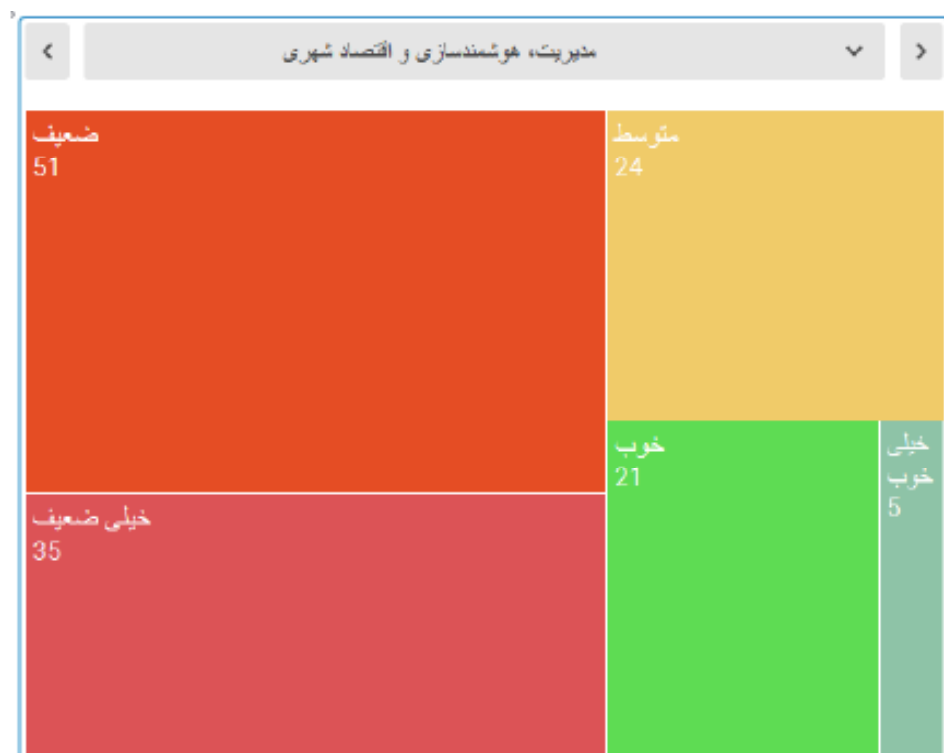 مدیریت، هوشمندسازی و اقتصاد شهری
ضعیف
51
متوسط
24
خیلی ضعیف
35
خوب
21
خیلی
خوب
5